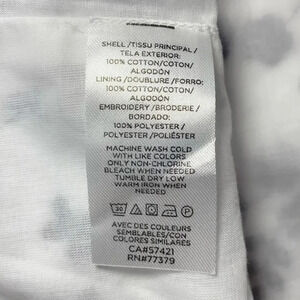 SHELL / TISSU PRINCIPAL /
TELA EXTERIOR:
100% COTTON/COTON/
ALGODÓN
LINING / DOUBLURE / FORRO:
100% COTTON/COTON/
ALGODÓN
EMBROIDERY / BRODERIE /
BORDADO:
100% POLYESTER /
POLYESTER / POLIÉSTER
MACHINE WASH COLD
WITH LIKE COLORS
ONLY NON-CHLORINE
BLEACH WHEN NEEDED
TUMBLE DRY LOW
WARM IRON WHEN
NEEDED
30
AVEC DES COULEURS
SEMBLABLES/CON
COLORES SIMILARES
CA#57421
RN#77379